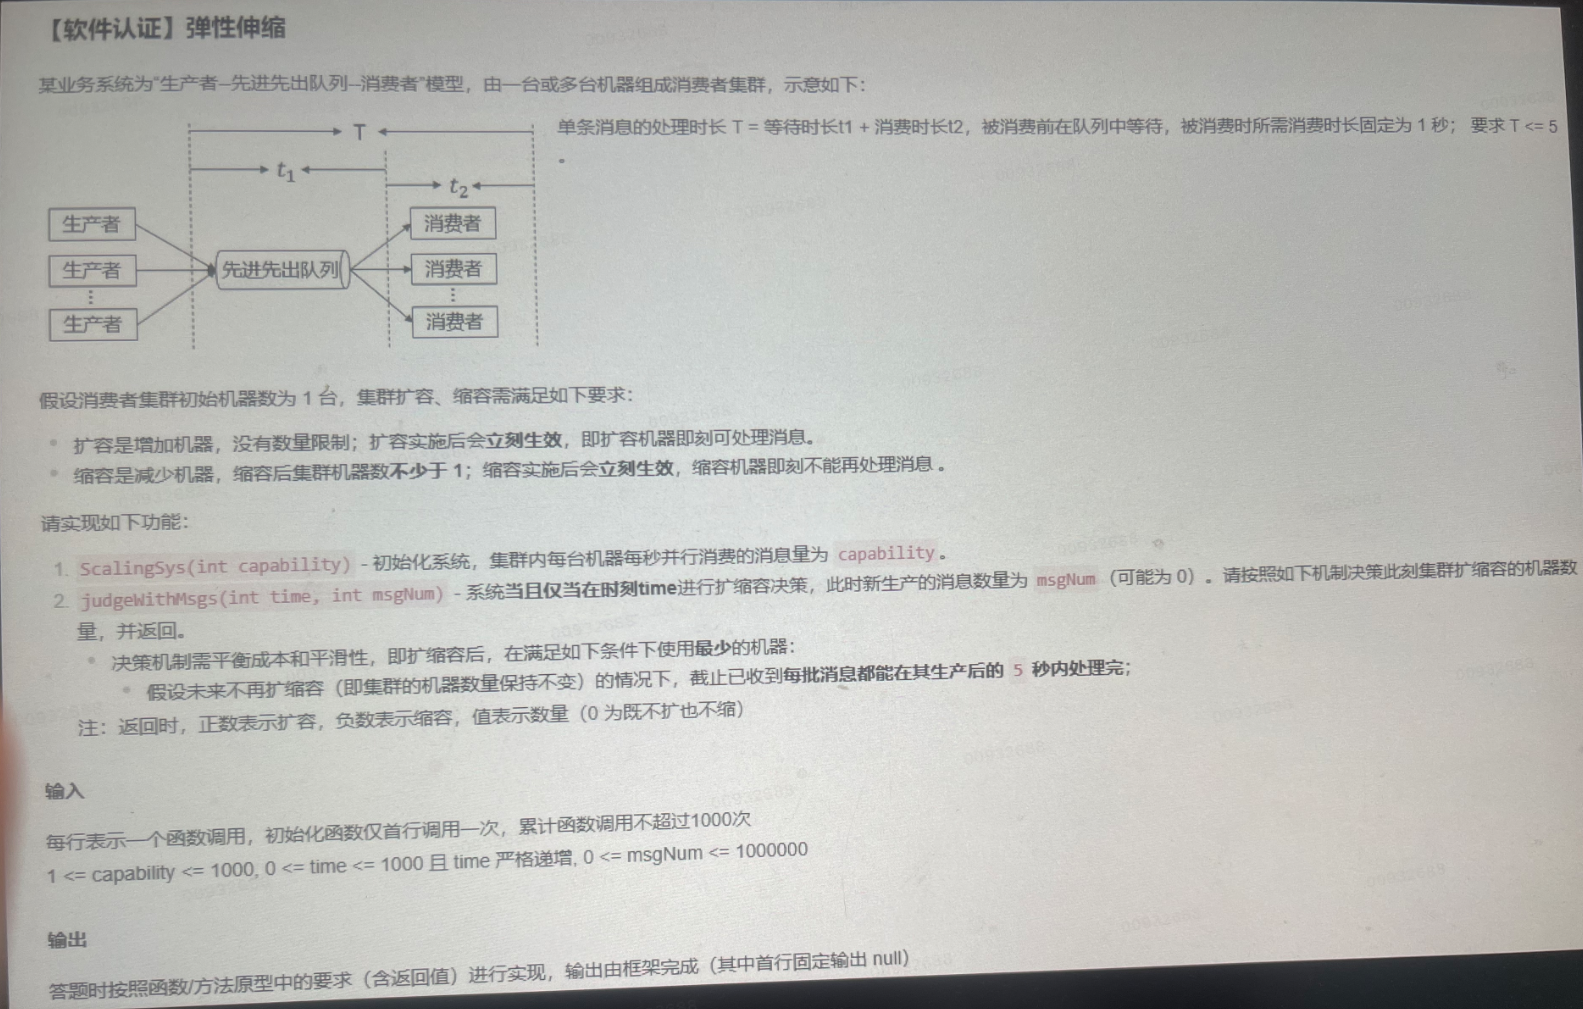 【软件认证】弹性伸缩
某业务系统为“生产者–先进先出队列–消费者”模型，由一台或多台机器组成消费者集群，示意如下：
T
t1
t2
单条消息的处理时长 T = 等待时长t1 + 消费时长t2，被消费前在队列中等待，被消费时所需消费时长固定为 1 秒； 要求 T <= 5
。
生产者
生产者
生产者
先进先出队列
消费者
消费者
消费者
假设消费者集群初始机器数为 1 台，集群扩容、缩容需满足如下要求：
• 扩容是增加机器，没有数量限制；扩容实施后会立刻生效，即扩容机器即刻可处理消息。
• 缩容是减少机器，缩容后集群机器数不少于 1；缩容实施后会立刻生效，缩容机器即刻不能再处理消息 。
请实现如下功能：
1. ScalingSys(int capability) - 初始化系统，集群内每台机器每秒并行消费的消息量为 capability 。
2. judgeWithMsgs(int time, int msgNum) - 系统当且仅当在时刻time进行扩缩容决策，此时新生产的消息数量为 msgNum （可能为 0）。请按照如下机制决策此刻集群扩缩容的机器数
量，并返回。
• 决策机制需平衡成本和平滑性，即扩缩容后，在满足如下条件下使用最少的机器：
• 假设未来不再扩缩容（即集群的机器数量保持不变）的情况下，截止已收到每批消息都能在其生产后的 5 秒内处理完；
注：返回时，正数表示扩容，负数表示缩容，值表示数量（0 为既不扩也不缩）
输入
每行表示一个函数调用，初始化函数仅首行调用一次，累计函数调用不超过1000次
1 <= capability <= 1000, 0 <= time <= 1000 且 time 严格递增, 0 <= msgNum <= 1000000
输出
答题时按照函数/方法原型中的要求（含返回值）进行实现，输出由框架完成（其中首行固定输出 null）